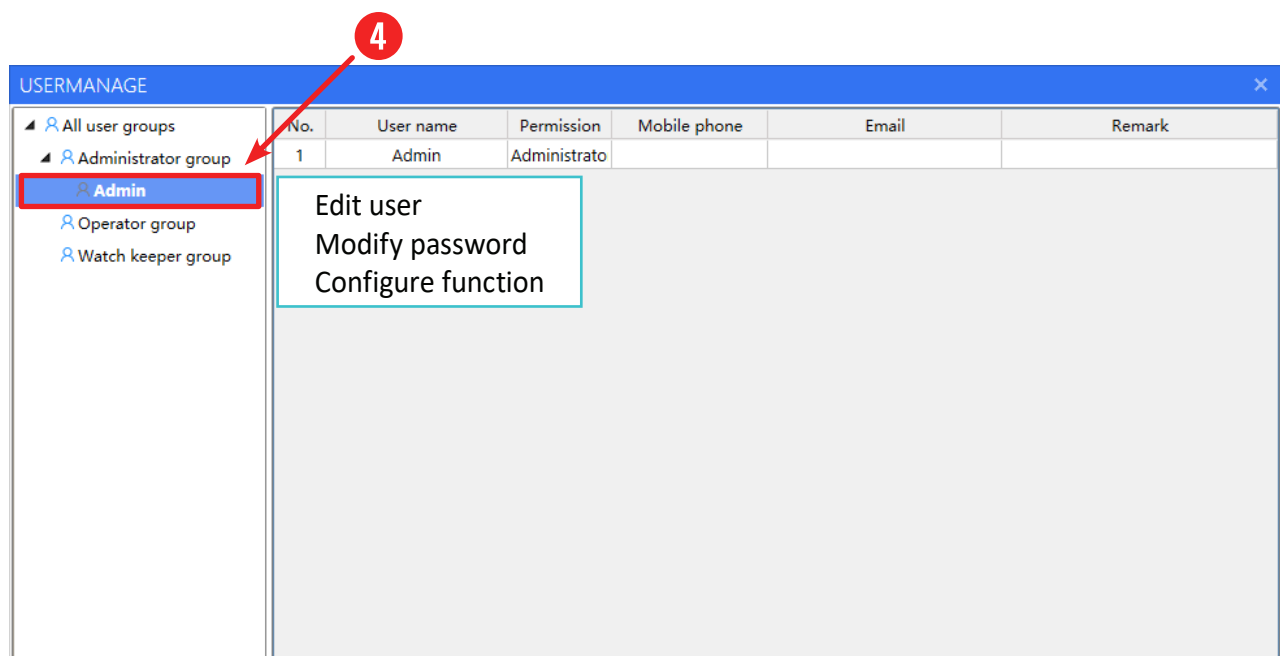 4
USERMANAGE
All user groups
Administrator group
Admin
Operator group
Watch keeper group
No. User name Permission Mobile phone Email Remark
1 Admin Administrato
Edit user
Modify password
Configure function